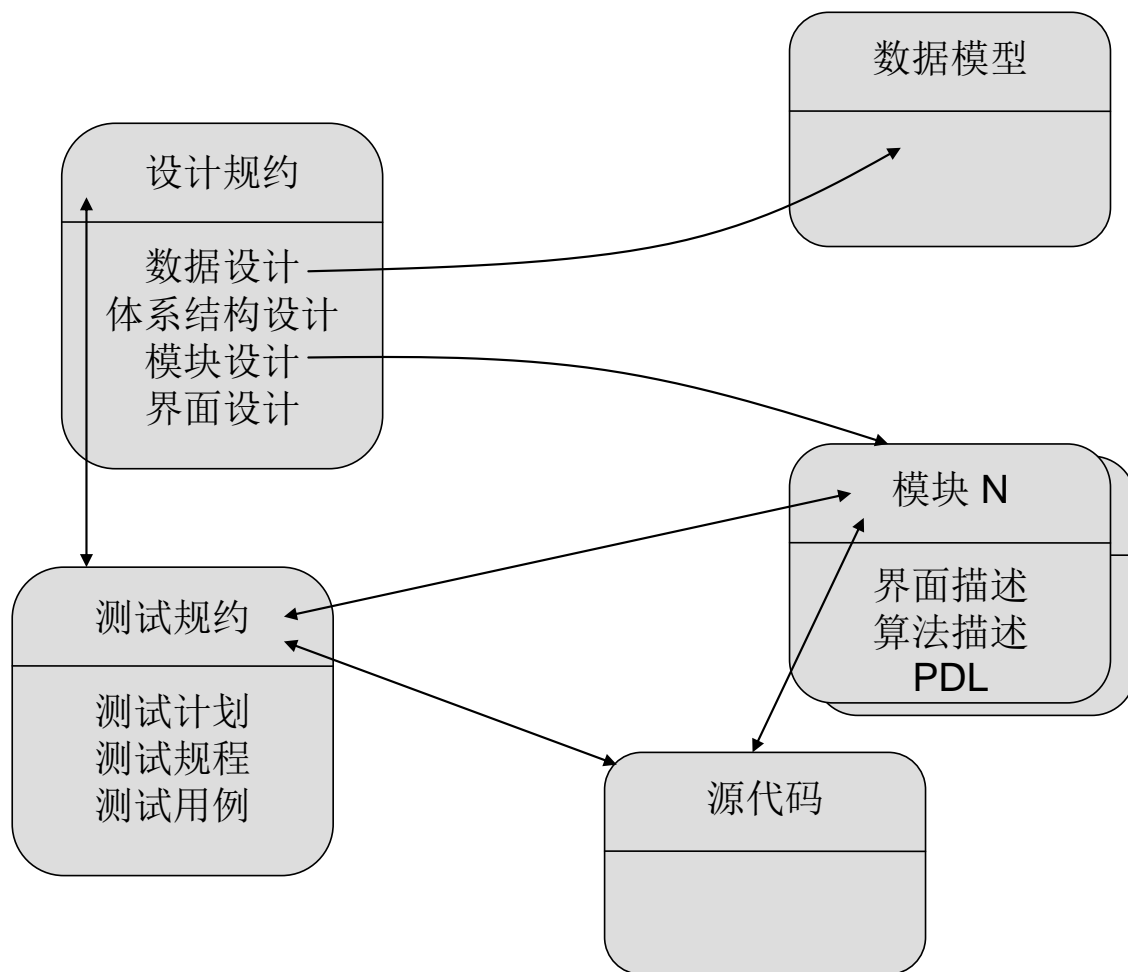 数据模型
设计规约
数据设计
体系结构设计
模块设计
界面设计
模块 N
界面描述
算法描述
PDL
测试规约
测试计划
测试规程
测试用例
源代码